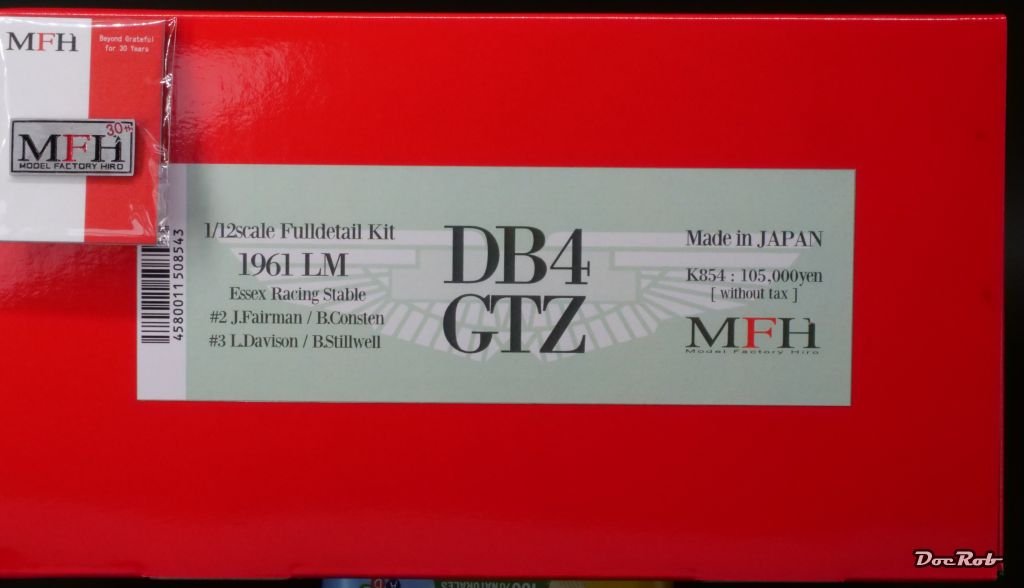 MFH
Beyond Grateful
for 30 Years
30th
MFH
MODEL FACTORY HIRO
4580011508543
1/12scale Fulldetail Kit
1961 LM
Essex Racing Stable
#2 J.Fairman / B.Consten
#3 L.Davison / B.Stillwell
DB4
GTZ
Made in JAPAN
K854 : 105,000yen
[ without tax ]
MFH
Model Factory Hiro
DocRob